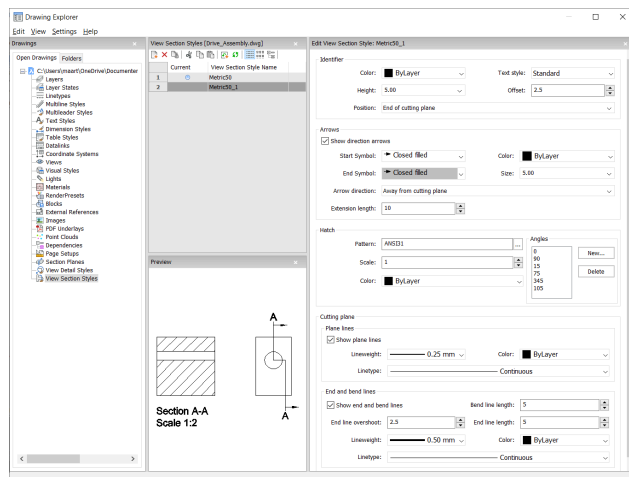 Drawing Explorer
Edit View Settings Help
Drawings
Open Drawings Folders
C:\Users\mzart\OneDrive\Documenter
Layers
Layer States
Linetypes
Multiline Styles
Multileader Styles
Text Styles
Dimension Styles
Table Styles
Datalinks
Coordinate Systems
Views
Visual Styles
Lights
Materials
RenderPresets
Blocks
External References
Images
PDF Underlays
Point Clouds
Dependencies
Page Setups
Section Planes
View Detail Styles
View Section Styles
View Section Styles [Drive_Assembly.dwg]
Current View Section Style Name
1 Metric50
2 Metric50_1
Preview
A
A
Section A-A
Scale 1:2
Edit View Section Style: Metric50_1
Identifier
Color: ByLayer Text style: Standard
Height: 5.00 Offset: 2.5
Position: End of cutting plane
Arrows
Show direction arrows
Start Symbol: Closed filled Color: ByLayer
End Symbol: Closed filled Size: 5.00
Arrow direction: Away from cutting plane
Extension length: 10
Hatch
Pattern: ANSI31 ...
Scale: 1
Color: ByLayer
Angles
0
90
15
75
345
105
New...
Delete
Cutting plane
Plane lines
Show plane lines
Lineweight: 0.25 mm Color: ByLayer
Linetype: Continuous
End and bend lines
Show end and bend lines Bend line length: 5
End line overshoot: 2.5 End line length: 5
Lineweight: 0.50 mm Color: ByLayer
Linetype: Continuous